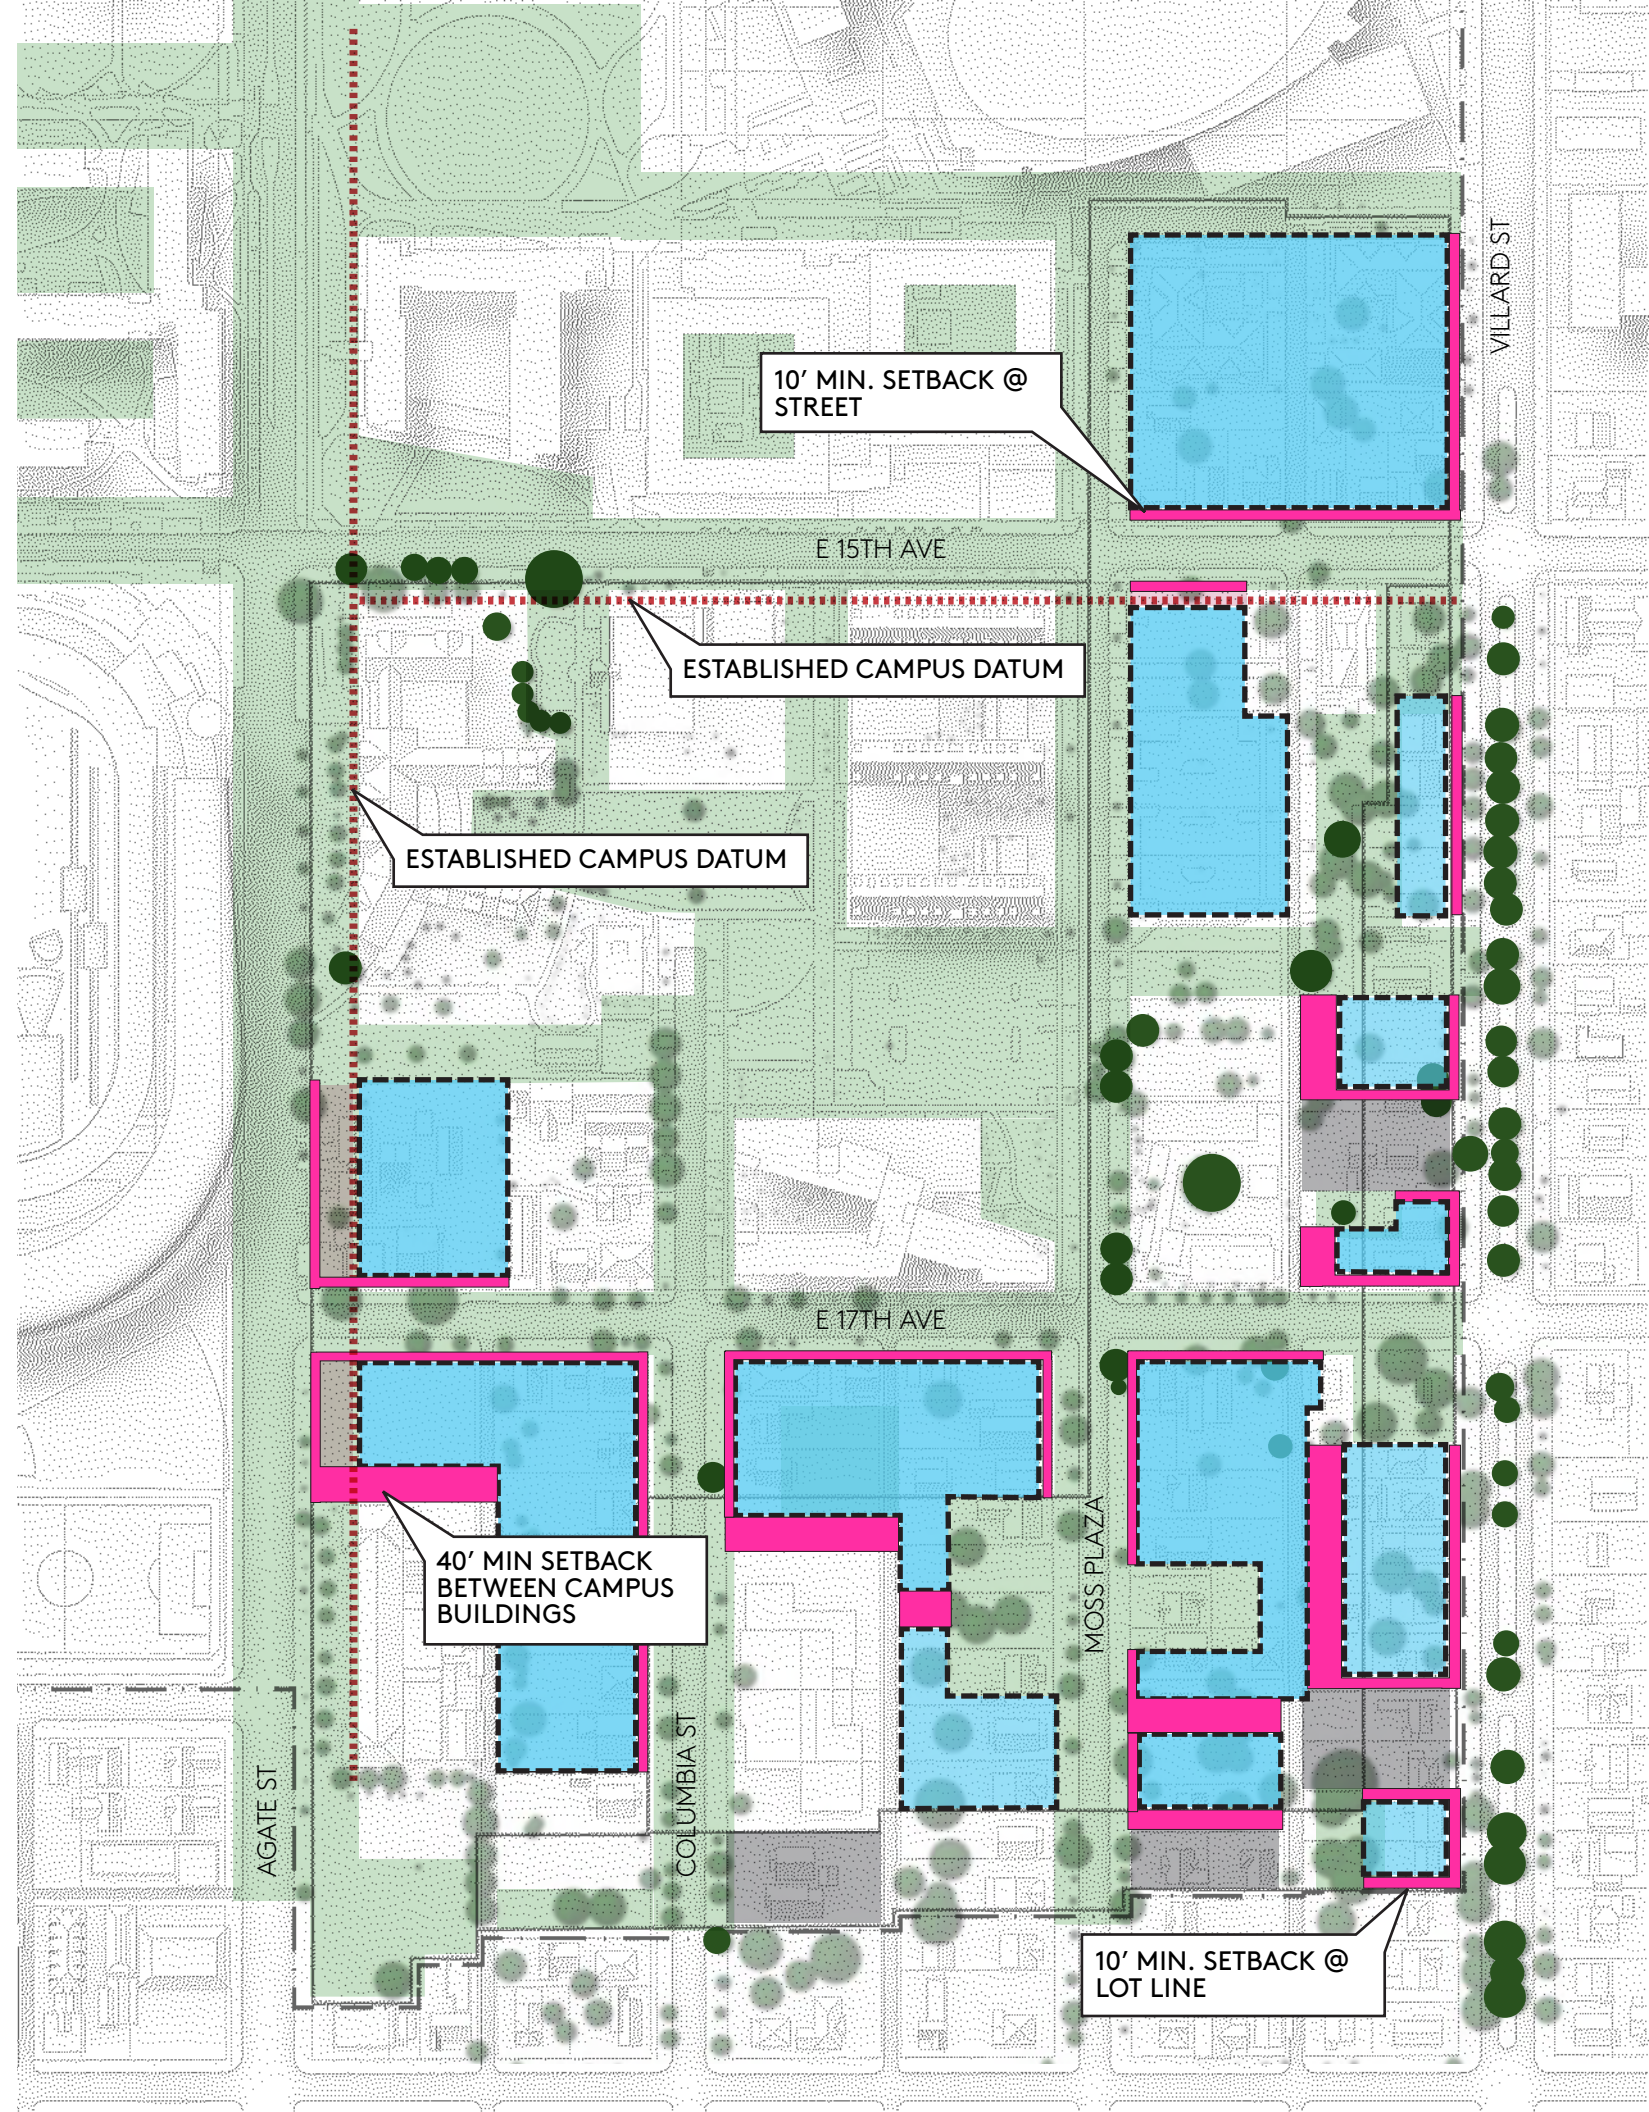 VILLARD ST
10' MIN. SETBACK @
STREET
E 15TH AVE
ESTABLISHED CAMPUS DATUM
ESTABLISHED CAMPUS DATUM
E 17TH AVE
40' MIN SETBACK
BETWEEN CAMPUS
BUILDINGS
MOSS PLAZA
COLUMBIA ST
AGATE ST
10' MIN. SETBACK @
LOT LINE